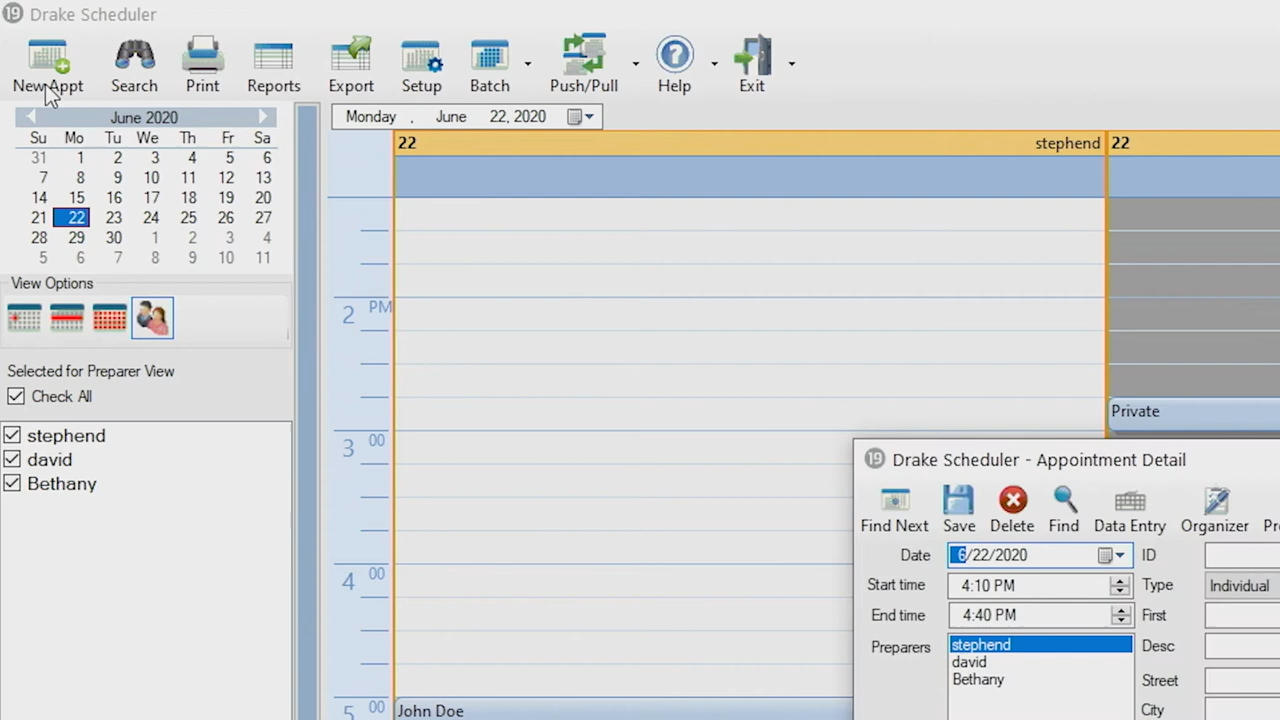 19 Drake Scheduler
New Appt Search Print Reports Export Setup Batch Push/Pull Help Exit
June 2020
Su Mo Tu We Th Fr Sa
31 1 2 3 4 5 6
7 8 9 10 11 12 13
14 15 16 17 18 19 20
21 22 23 24 25 26 27
28 29 30 1 2 3 4
5 6 7 8 9 10 11
View Options
Selected for Preparer View
Check All
stephend
david
Bethany
Monday , June 22, 2020
22 stephend 22
2 PM
3 00
4 00
5 00
John Doe
Private
19 Drake Scheduler - Appointment Detail
Find Next Save Delete Find Data Entry Organizer
Date 6/22/2020 ID
Start time 4:10 PM Type Individual
End time 4:40 PM First
Preparers stephend Desc
david
Bethany Street
City